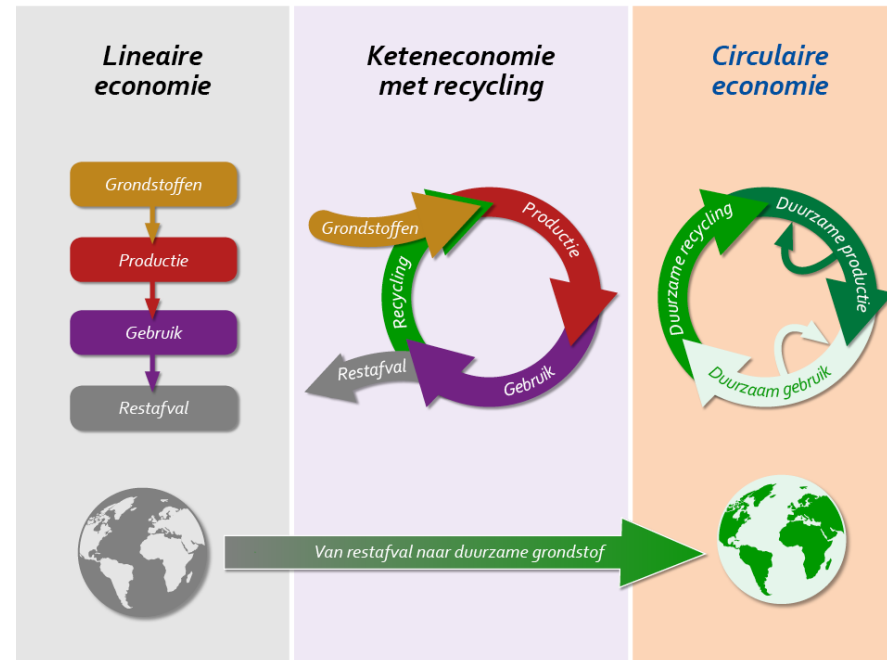 Lineaire
economie
Grondstoffen
Productie
Gebruik
Restafval
Keteneconomie
met recycling
Grondstoffen
Productie
Gebruik
Restafval
Recycling
Circulaire
economie
Duurzame productie
Duurzaam gebruik
Duurzame recycling
Van restafval naar duurzame grondstof